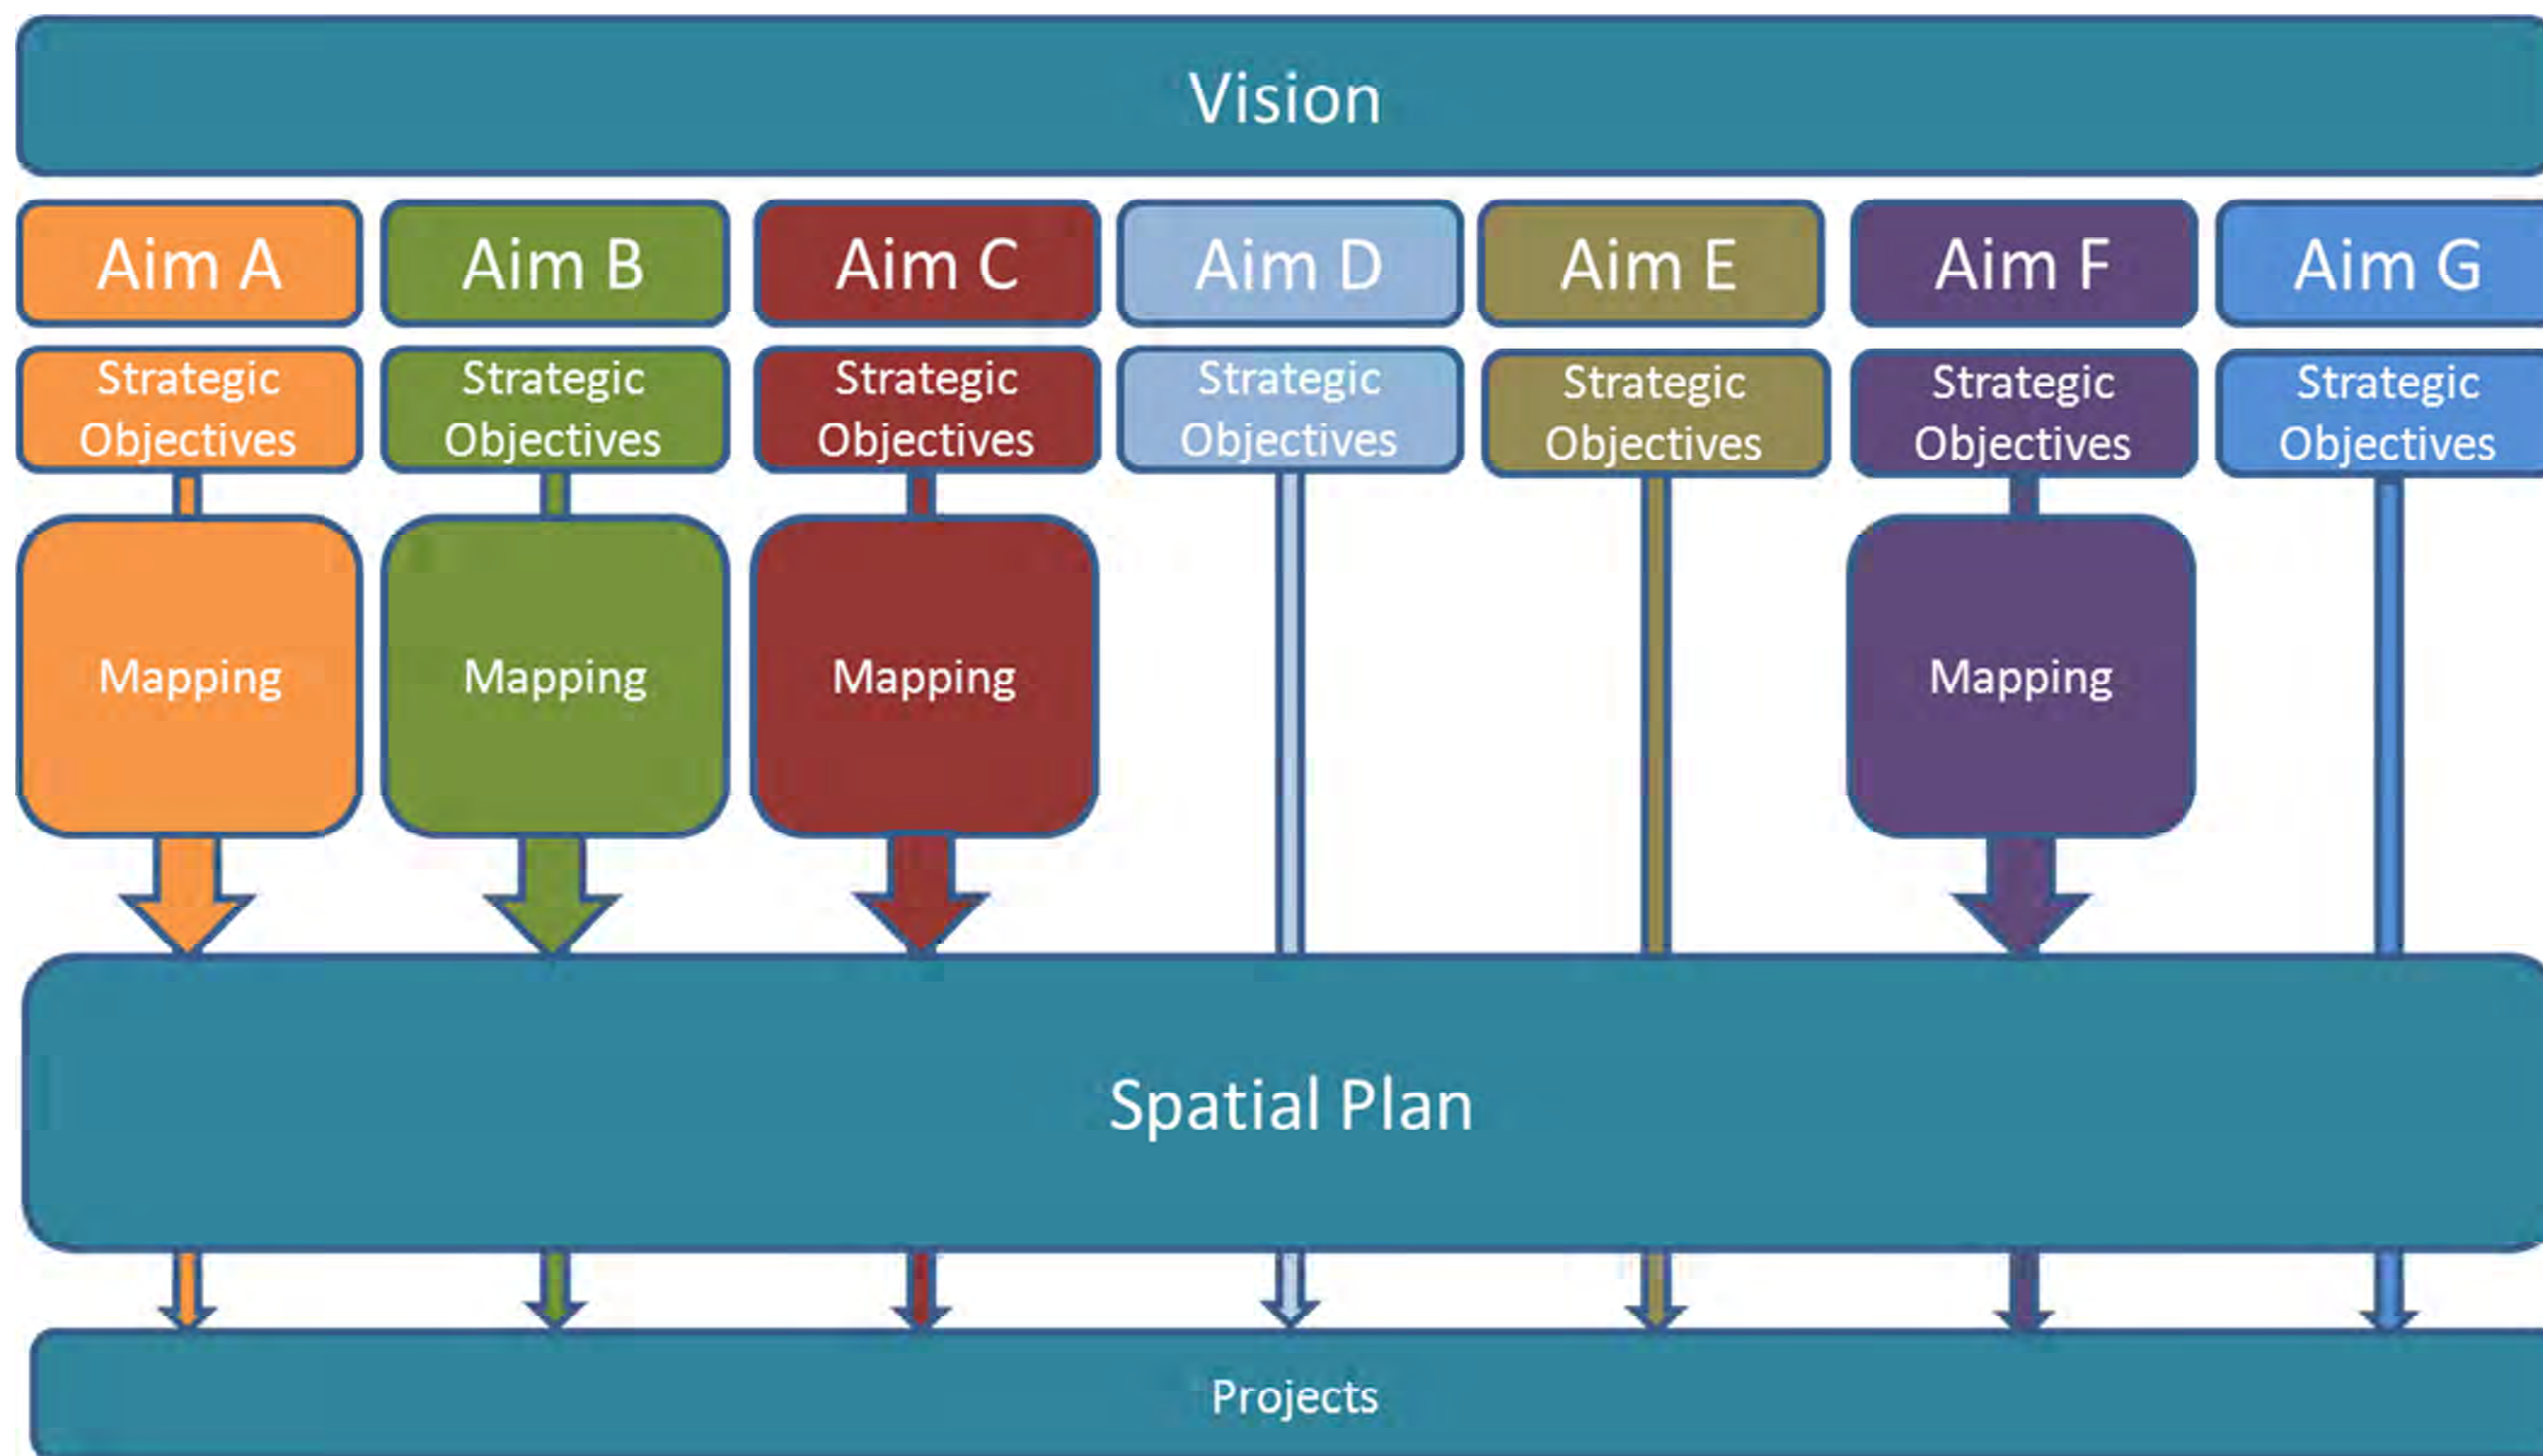 Vision
Aim A
Aim B
Aim C
Aim D
Aim E
Aim F
Aim G
Strategic
Objectives
Strategic
Objectives
Strategic
Objectives
Strategic
Objectives
Strategic
Objectives
Strategic
Objectives
Strategic
Objectives
Mapping
Mapping
Mapping
Mapping
Spatial Plan
Projects